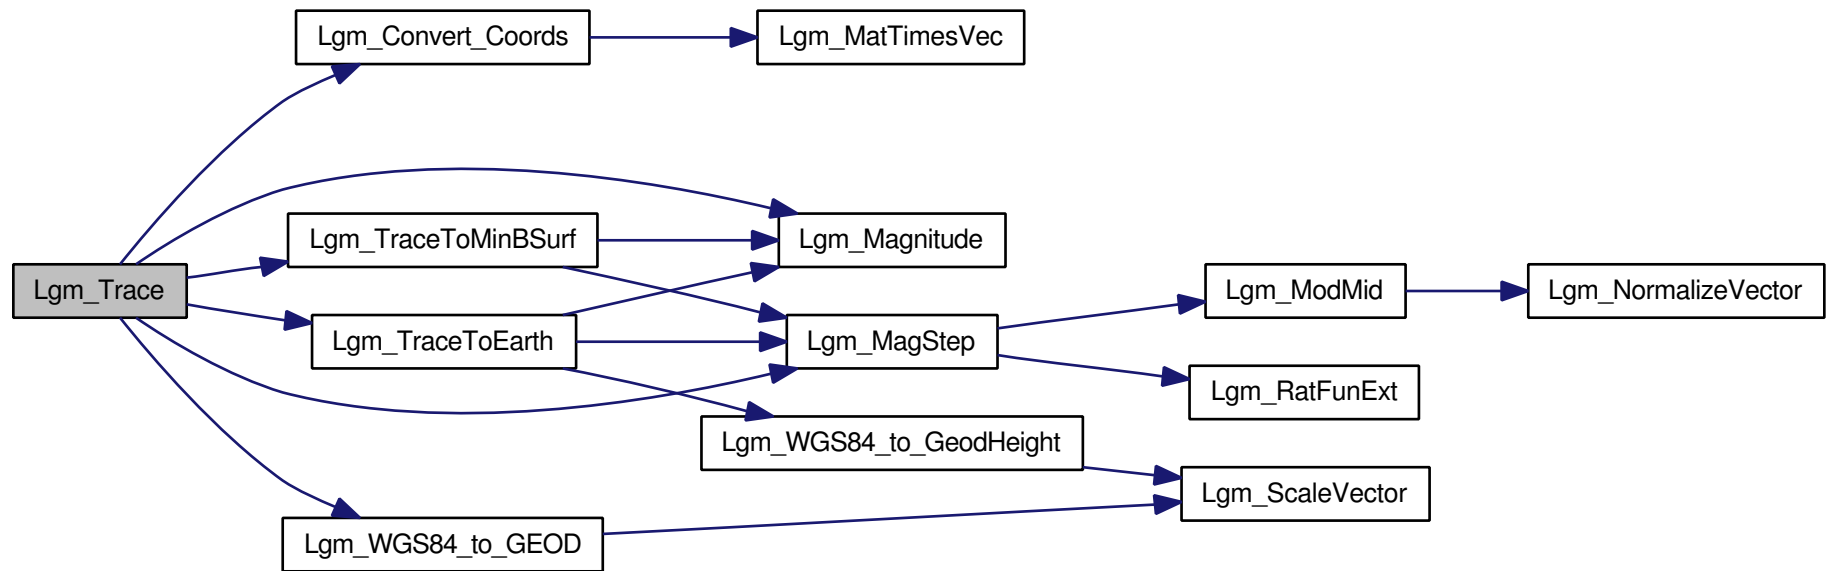 Lgm_Convert_Coords
Lgm_MatTimesVec
Lgm_TraceToMinBSurf
Lgm_Magnitude
Lgm_Trace
Lgm_ModMid
Lgm_NormalizeVector
Lgm_TraceToEarth
Lgm_MagStep
Lgm_RatFunExt
Lgm_WGS84_to_GeodHeight
Lgm_ScaleVector
Lgm_WGS84_to_GEOD